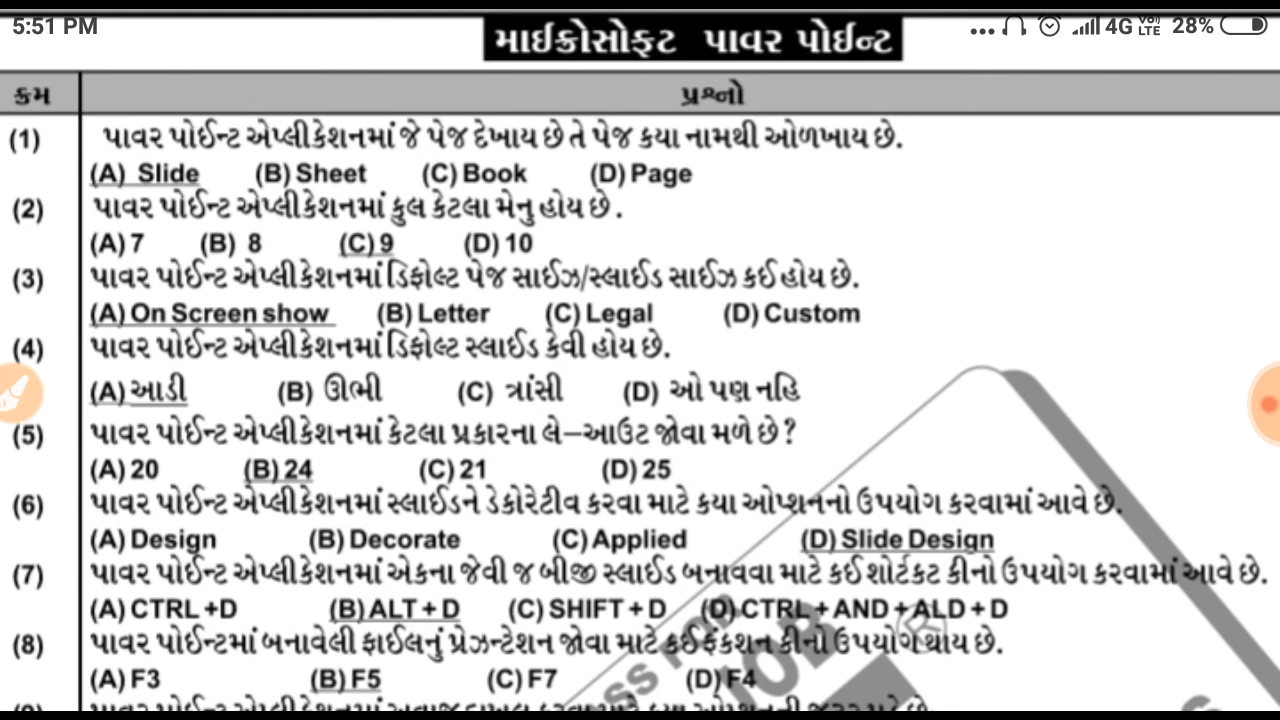 5:51 PM
... 4G VoLTE 28%
માઈક્રોસોફટ પાવર પોઈન્ટ
ક્રમ પ્રશ્નો
(1) પાવર પોઈન્ટ એપ્લીકેશનમાં જે પેજ દેખાય છે તે પેજ કયા નામથી ઓળખાય છે.
(A) Slide (B) Sheet (C) Book (D) Page
(2) પાવર પોઈન્ટ એપ્લીકેશનમાં કુલ કેટલા મેનુ હોય છે.
(A) 7 (B) 8 (C) 9 (D) 10
(3) પાવર પોઈન્ટ એપ્લીકેશનમાં ડિફોલ્ટ પેજ સાઈઝ/સ્લાઈડ સાઈઝ કઈ હોય છે.
(A) On Screen show (B) Letter (C) Legal (D) Custom
(4) પાવર પોઈન્ટ એપ્લીકેશનમાં ડિફોલ્ટ સ્લાઈડ કેવી હોય છે.
(A) આડી (B) ઊભી (C) ત્રાંસી (D) ઓ પણ નહિ
(5) પાવર પોઈન્ટ એપ્લીકેશનમાં કેટલા પ્રકારના લે–આઉટ જોવા મળે છે?
(A) 20 (B) 24 (C) 21 (D) 25
(6) પાવર પોઈન્ટ એપ્લીકેશનમાં સ્લાઈડને ડેકોરેટીવ કરવા માટે કયા ઓપ્શનનો ઉપયોગ કરવામાં આવે છે.
(A) Design (B) Decorate (C) Applied (D) Slide Design
(7) પાવર પોઈન્ટ એપ્લીકેશનમાં એકના જેવી જ બીજી સ્લાઈડ બનાવવા માટે કઈ શોર્ટકટ કીનો ઉપયોગ કરવામાં આવે છે.
(A) CTRL + D (B) ALT + D (C) SHIFT + D (D) CTRL + AND + ALD + D
(8) પાવર પોઈન્ટમાં બનાવેલી ફાઈલનું પ્રેઝન્ટેશન જોવા માટે કઈ ફંકશન કીનો ઉપયોગ થાય છે.
(A) F3 (B) F5 (C) F7 (D) F4